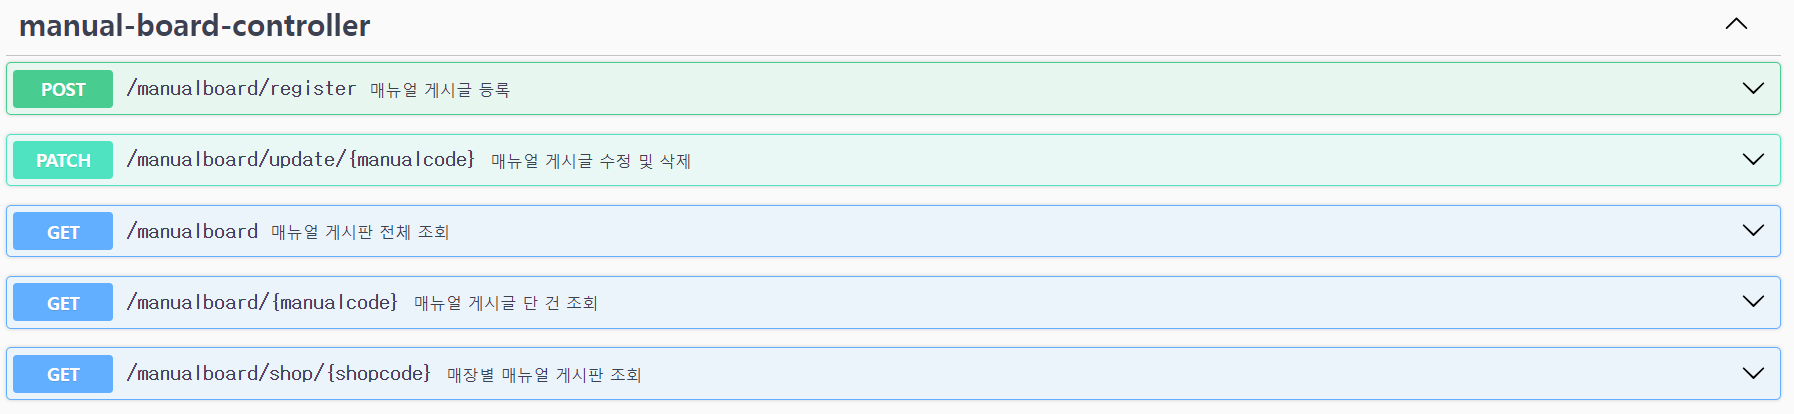 manual-board-controller
POST /manualboard/register 매뉴얼 게시글 등록
PATCH /manualboard/update/{manualcode} 매뉴얼 게시글 수정 및 삭제
GET /manualboard 매뉴얼 게시판 전체 조회
GET /manualboard/{manualcode} 매뉴얼 게시글 단 건 조회
GET /manualboard/shop/{shopcode} 매장별 매뉴얼 게시판 조회